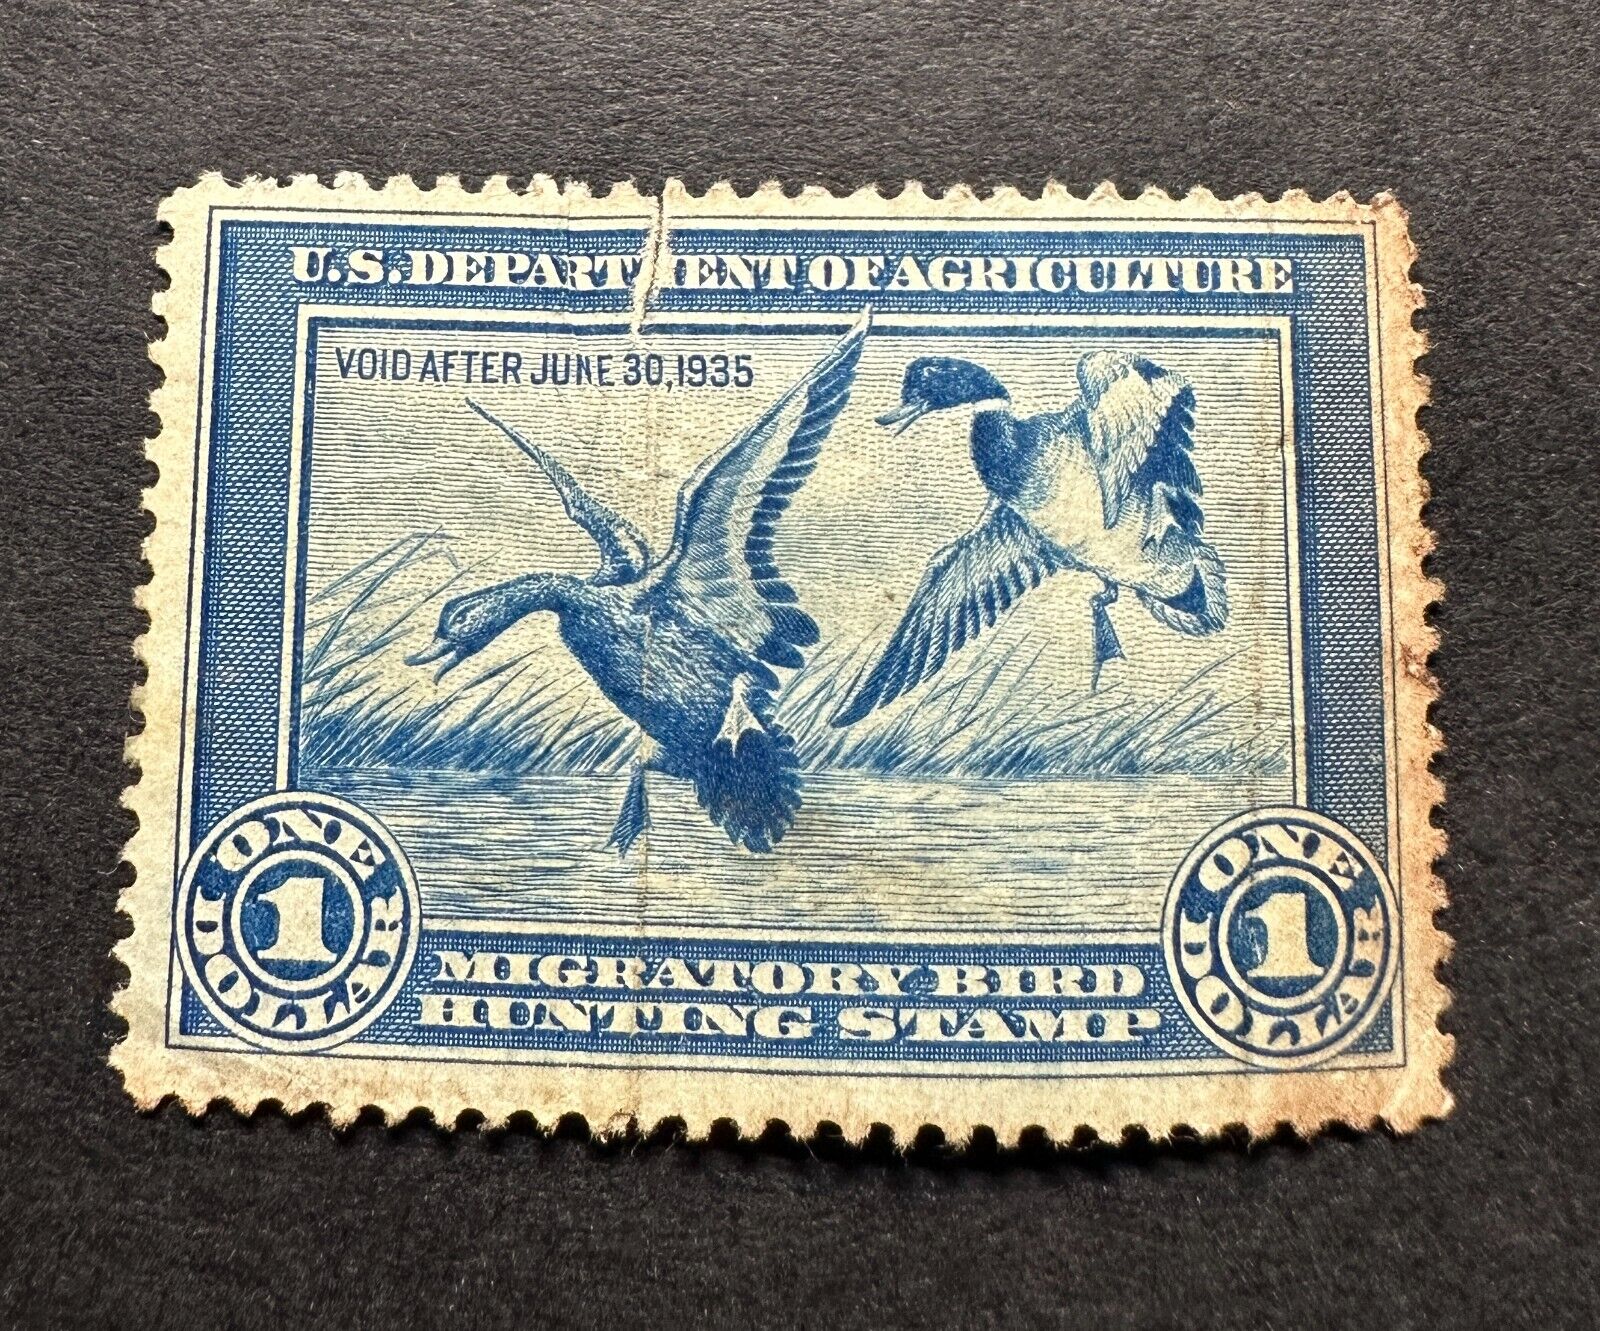 U.S. DEPARTMENT OF AGRICULTURE
VOID AFTER JUNE 30, 1935
ONE
1
DOLLAR
MIGRATORY BIRD
HUNTING STAMP
ONE
1
DOLLAR